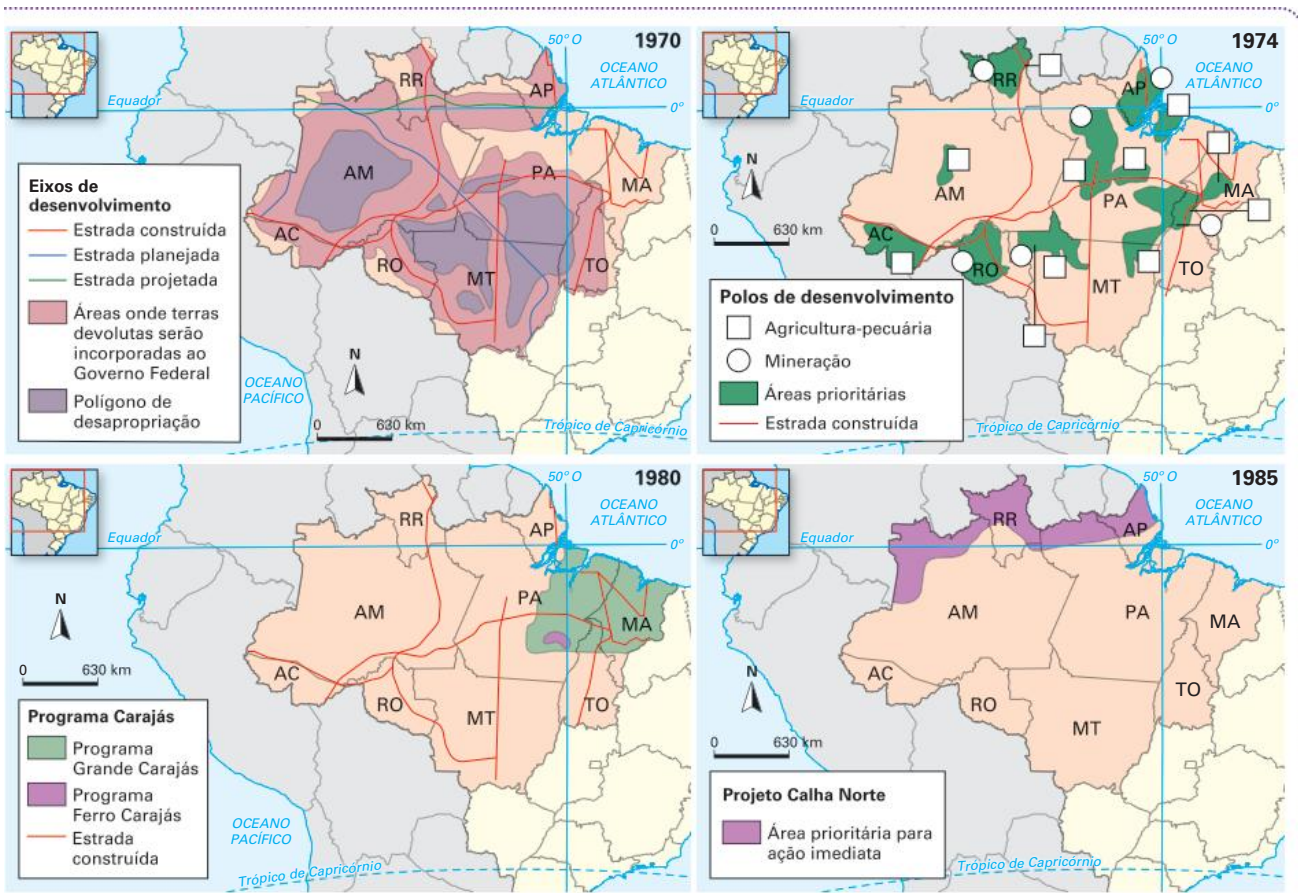 1970
50° O
OCEANO
ATLÂNTICO
Equador
0°
RR
AP
AM
PA
MA
AC
RO
MT
TO
N
0 630 km
OCEANO
PACÍFICO
Trópico de Capricórnio
Eixos de
desenvolvimento
Estrada construída
Estrada planejada
Estrada projetada
Áreas onde terras
devolutas serão
incorporadas ao
Governo Federal
Polígono de
desapropriação
1974
50° O
OCEANO
ATLÂNTICO
Equador
0°
RR
AP
AM
PA
MA
AC
RO
MT
TO
N
0 630 km
Polos de desenvolvimento
Agricultura-pecuária
Mineração
Áreas prioritárias
Estrada construída
Trópico de Capricórnio
1980
50° O
OCEANO
ATLÂNTICO
Equador
0°
RR
AP
AM
PA
MA
AC
RO
MT
TO
N
0 630 km
Programa Carajás
Programa
Grande Carajás
Programa
Ferro Carajás
Estrada
construída
OCEANO
PACÍFICO
Trópico de Capricórnio
1985
50° O
OCEANO
ATLÂNTICO
Equador
0°
RR
AP
AM
PA
MA
AC
RO
MT
TO
N
0 630 km
Projeto Calha Norte
Área prioritária para
ação imediata
Trópico de Capricórnio